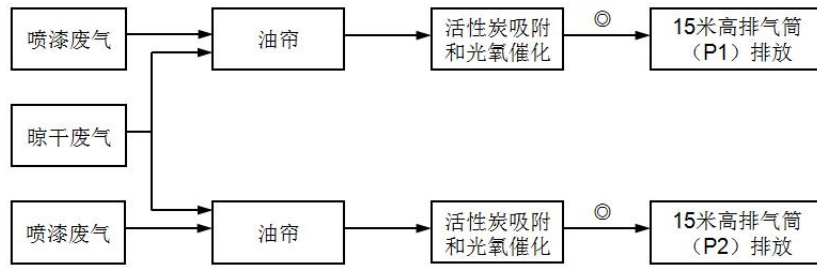 喷漆废气
油帘
活性炭吸附
和光氧催化
◎
15米高排气筒
（P1）排放
晾干废气
喷漆废气
油帘
活性炭吸附
和光氧催化
◎
15米高排气筒
（P2）排放